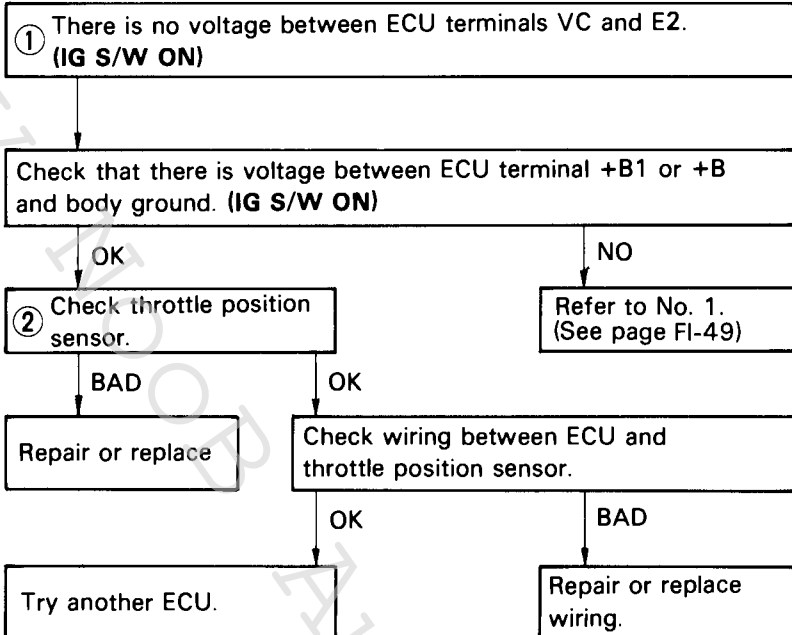 ① There is no voltage between ECU terminals VC and E2.
(IG S/W ON)
Check that there is voltage between ECU terminal +B1 or +B
and body ground. (IG S/W ON)
OK
NO
② Check throttle position
sensor.
Refer to No. 1.
(See page FI-49)
BAD
OK
Repair or replace
Check wiring between ECU and
throttle position sensor.
OK
BAD
Try another ECU.
Repair or replace
wiring.